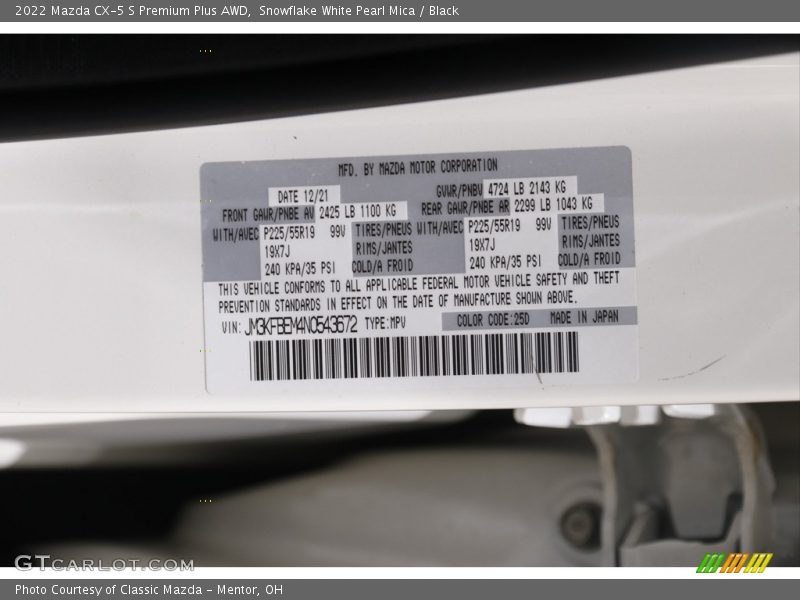 2022 Mazda CX-5 S Premium Plus AWD, Snowflake White Pearl Mica / Black
MFD. BY MAZDA MOTOR CORPORATION
DATE 12/21 GVWR/PNBV 4724 LB 2143 KG
FRONT GAWR/PNBE AV 2425 LB 1100 KG REAR GAWR/PNBE AR 2299 LB 1043 KG
WITH/AVEC P225/55R19 99V TIRES/PNEUS WITH/AVEC P225/55R19 99V TIRES/PNEUS
19X7J RIMS/JANTES 19X7J RIMS/JANTES
240 KPA/35 PSI COLD/A FROID 240 KPA/35 PSI COLD/A FROID
THIS VEHICLE CONFORMS TO ALL APPLICABLE FEDERAL MOTOR VEHICLE SAFETY AND THEFT
PREVENTION STANDARDS IN EFFECT ON THE DATE OF MANUFACTURE SHOWN ABOVE.
VIN: JM3KFBEM4N0543672 TYPE:MPV COLOR CODE:25D MADE IN JAPAN
GTCARLOT.COM
Photo Courtesy of Classic Mazda - Mentor, OH